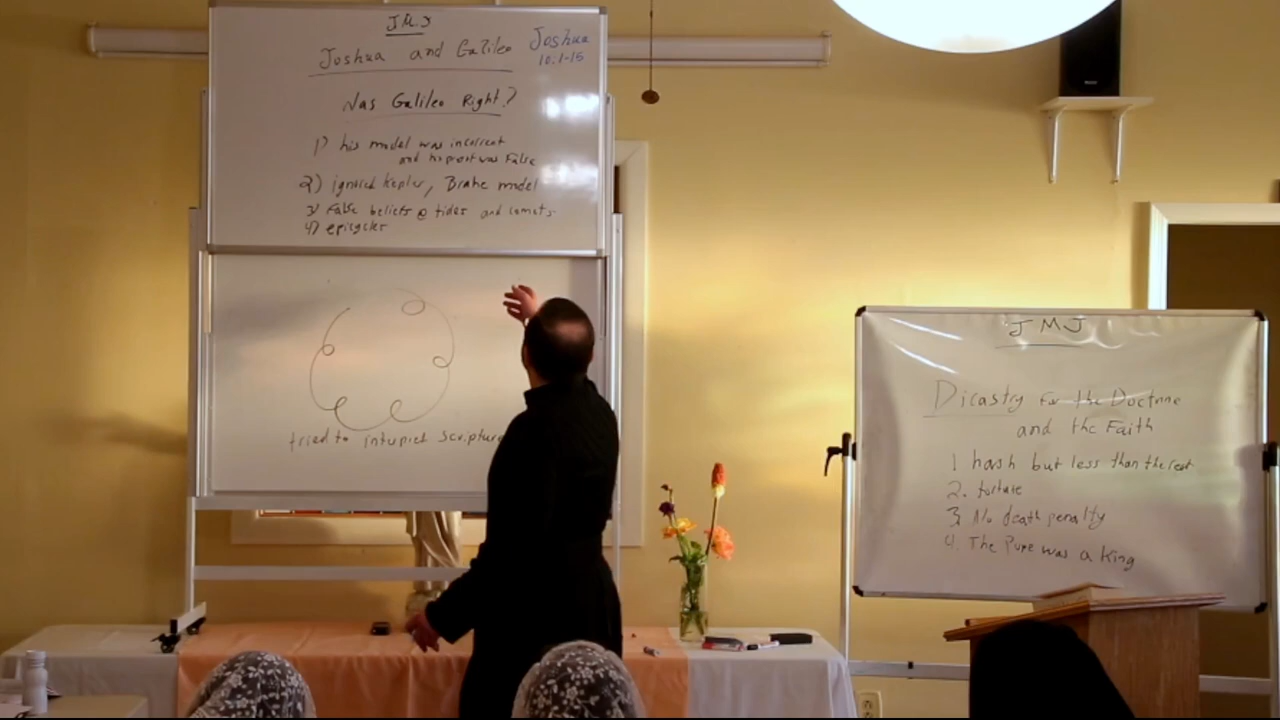 J.M.J
Joshua and Galileo
Joshua
10:1-15
Was Galileo Right?
1) his model was incorrect
and his proof was False
2) ignored Kepler, Brahe model
3) False beliefs @ tides and comets
4) epicycles
tried to intupret Scripture
JMJ
Dicastry for the Doctrine
and the Faith
1 harsh but less than the rest
2. torture
3. No death penalty
4. The Pope was a King